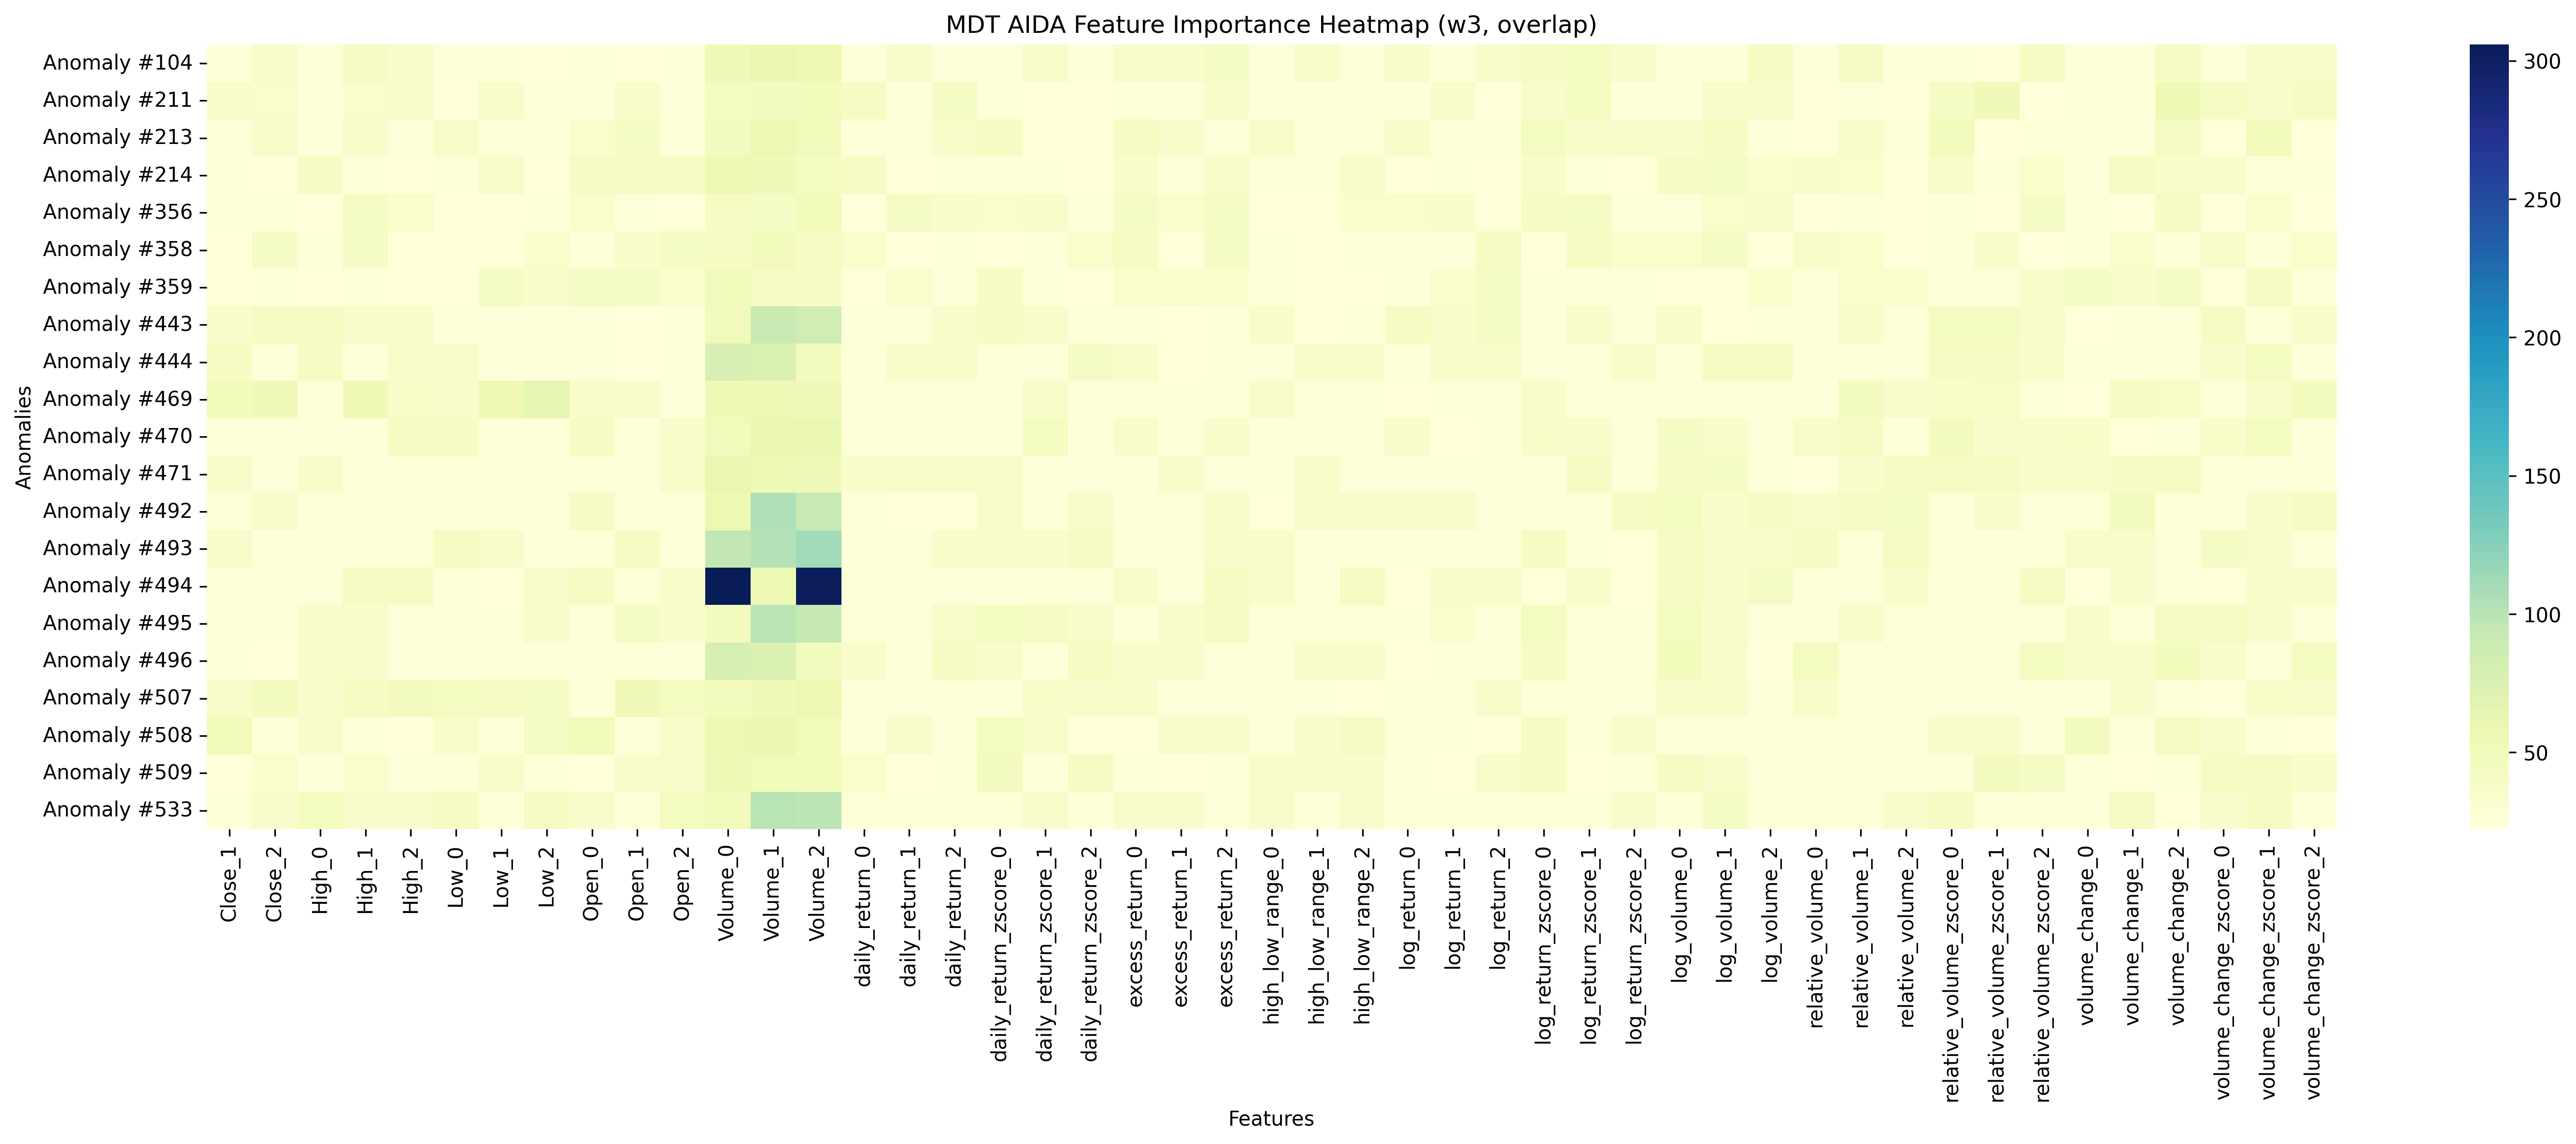 MDT AIDA Feature Importance Heatmap (w3, overlap)
Anomalies
Anomaly #104
Anomaly #211
Anomaly #213
Anomaly #214
Anomaly #356
Anomaly #358
Anomaly #359
Anomaly #443
Anomaly #444
Anomaly #469
Anomaly #470
Anomaly #471
Anomaly #492
Anomaly #493
Anomaly #494
Anomaly #495
Anomaly #496
Anomaly #507
Anomaly #508
Anomaly #509
Anomaly #533
Close_1
Close_2
High_0
High_1
High_2
Low_0
Low_1
Low_2
Open_0
Open_1
Open_2
Volume_0
Volume_1
Volume_2
daily_return_0
daily_return_1
daily_return_2
daily_return_zscore_0
daily_return_zscore_1
daily_return_zscore_2
excess_return_0
excess_return_1
excess_return_2
high_low_range_0
high_low_range_1
high_low_range_2
log_return_0
log_return_1
log_return_2
log_return_zscore_0
log_return_zscore_1
log_return_zscore_2
log_volume_0
log_volume_1
log_volume_2
relative_volume_0
relative_volume_1
relative_volume_2
relative_volume_zscore_0
relative_volume_zscore_1
relative_volume_zscore_2
volume_change_0
volume_change_1
volume_change_2
volume_change_zscore_0
volume_change_zscore_1
volume_change_zscore_2
Features
300
250
200
150
100
50